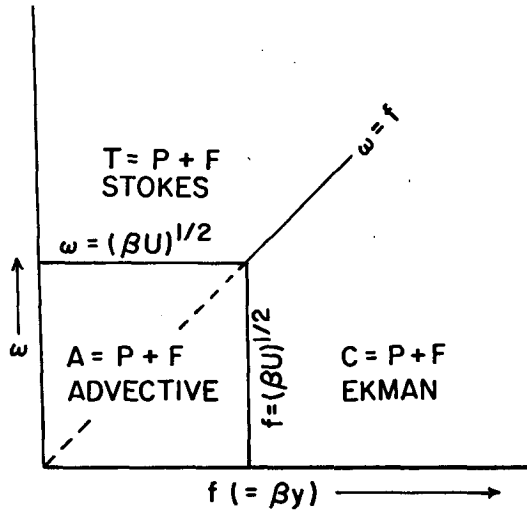 ω = f
T = P + F
STOKES
ω = (βU)^1/2
ω
f = (βU)^1/2
A = P + F
ADVECTIVE
C = P + F
EKMAN
f (= βy)